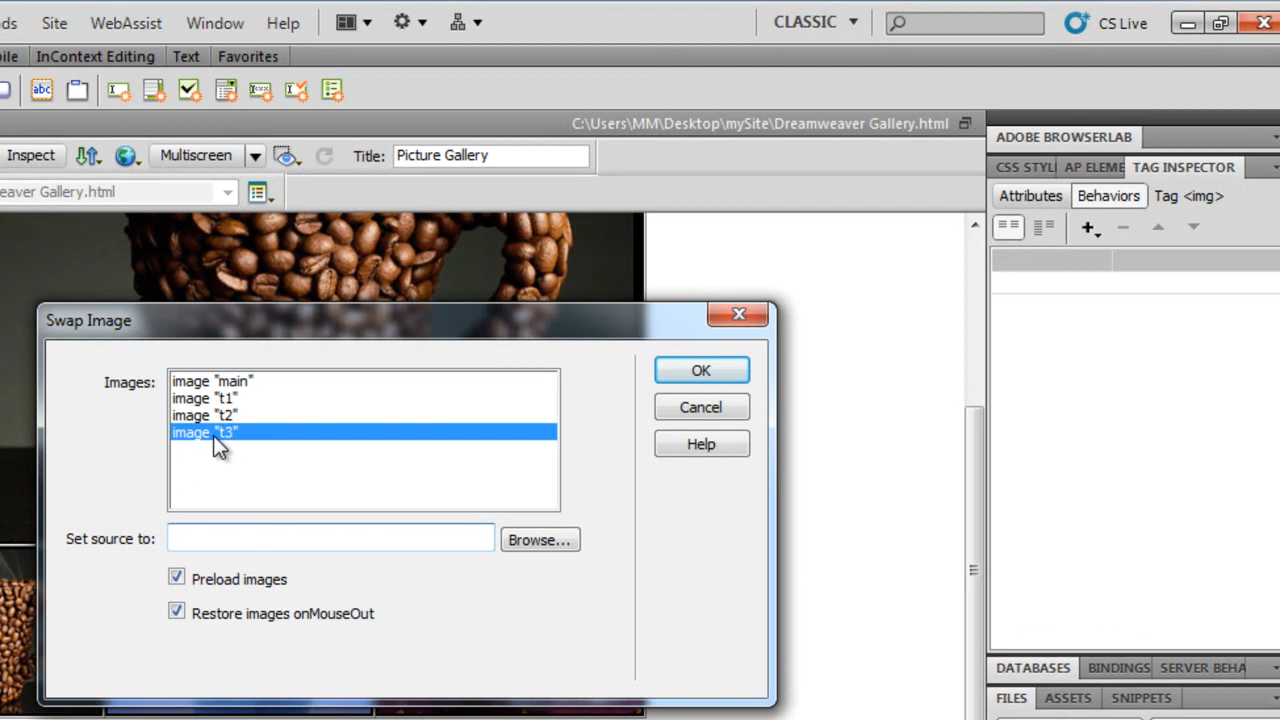 ds Site WebAssist Window Help CLASSIC CS Live
ile InContext Editing Text Favorites
abc
C:\Users\MM\Desktop\mySite\Dreamweaver Gallery.html
Inspect Multiscreen Title: Picture Gallery
eaver Gallery.html
ADOBE BROWSERLAB
CSS STYL AP ELEME TAG INSPECTOR
Attributes Behaviors Tag <img>
Swap Image
Images:
image "main"
image "t1"
image "t2"
image "t3"
OK
Cancel
Help
Set source to: Browse...
Preload images
Restore images onMouseOut
DATABASES BINDINGS SERVER BEHA
FILES ASSETS SNIPPETS